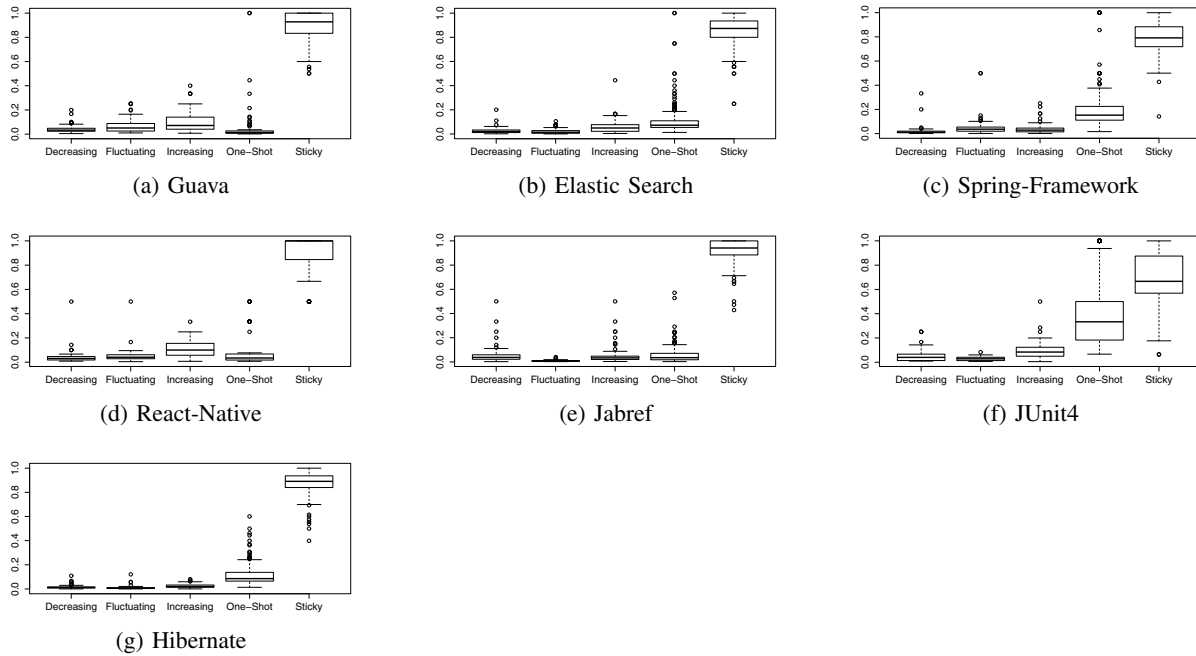 0.0 0.2 0.4 0.6 0.8 1.0
Decreasing Fluctuating Increasing One−Shot Sticky
(a) Guava
0.0 0.2 0.4 0.6 0.8 1.0
Decreasing Fluctuating Increasing One−Shot Sticky
(b) Elastic Search
0.0 0.2 0.4 0.6 0.8 1.0
Decreasing Fluctuating Increasing One−Shot Sticky
(c) Spring-Framework
0.0 0.2 0.4 0.6 0.8 1.0
Decreasing Fluctuating Increasing One−Shot Sticky
(d) React-Native
0.0 0.2 0.4 0.6 0.8 1.0
Decreasing Fluctuating Increasing One−Shot Sticky
(e) Jabref
0.0 0.2 0.4 0.6 0.8 1.0
Decreasing Fluctuating Increasing One−Shot Sticky
(f) JUnit4
0.0 0.2 0.4 0.6 0.8 1.0
Decreasing Fluctuating Increasing One−Shot Sticky
(g) Hibernate